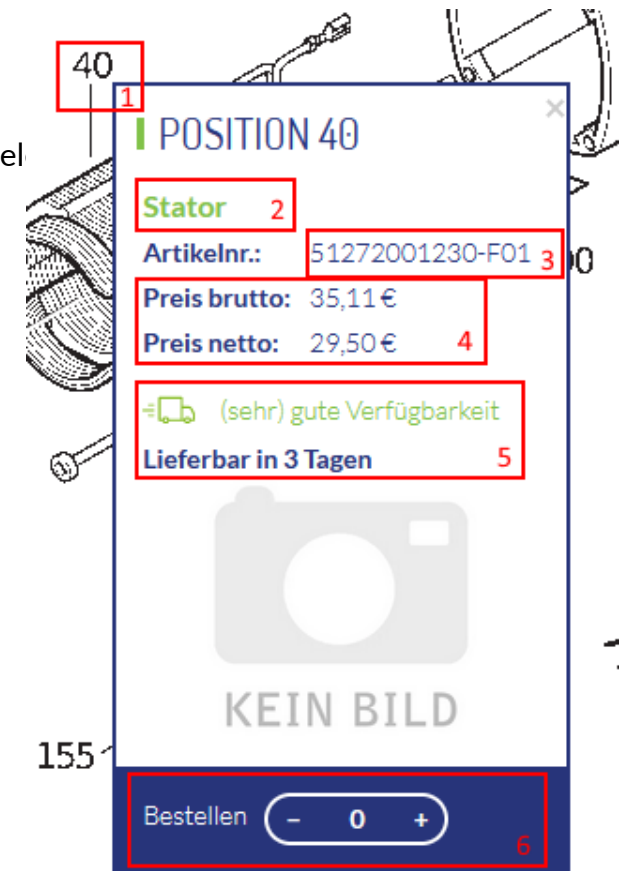 40
1
POSITION 40
×
el
Stator 2
Artikelnr.: 51272001230-F01 3
Preis brutto: 35,11 €
Preis netto: 29,50 € 4
(sehr) gute Verfügbarkeit
Lieferbar in 3 Tagen 5
KEIN BILD
155
Bestellen - 0 + 6